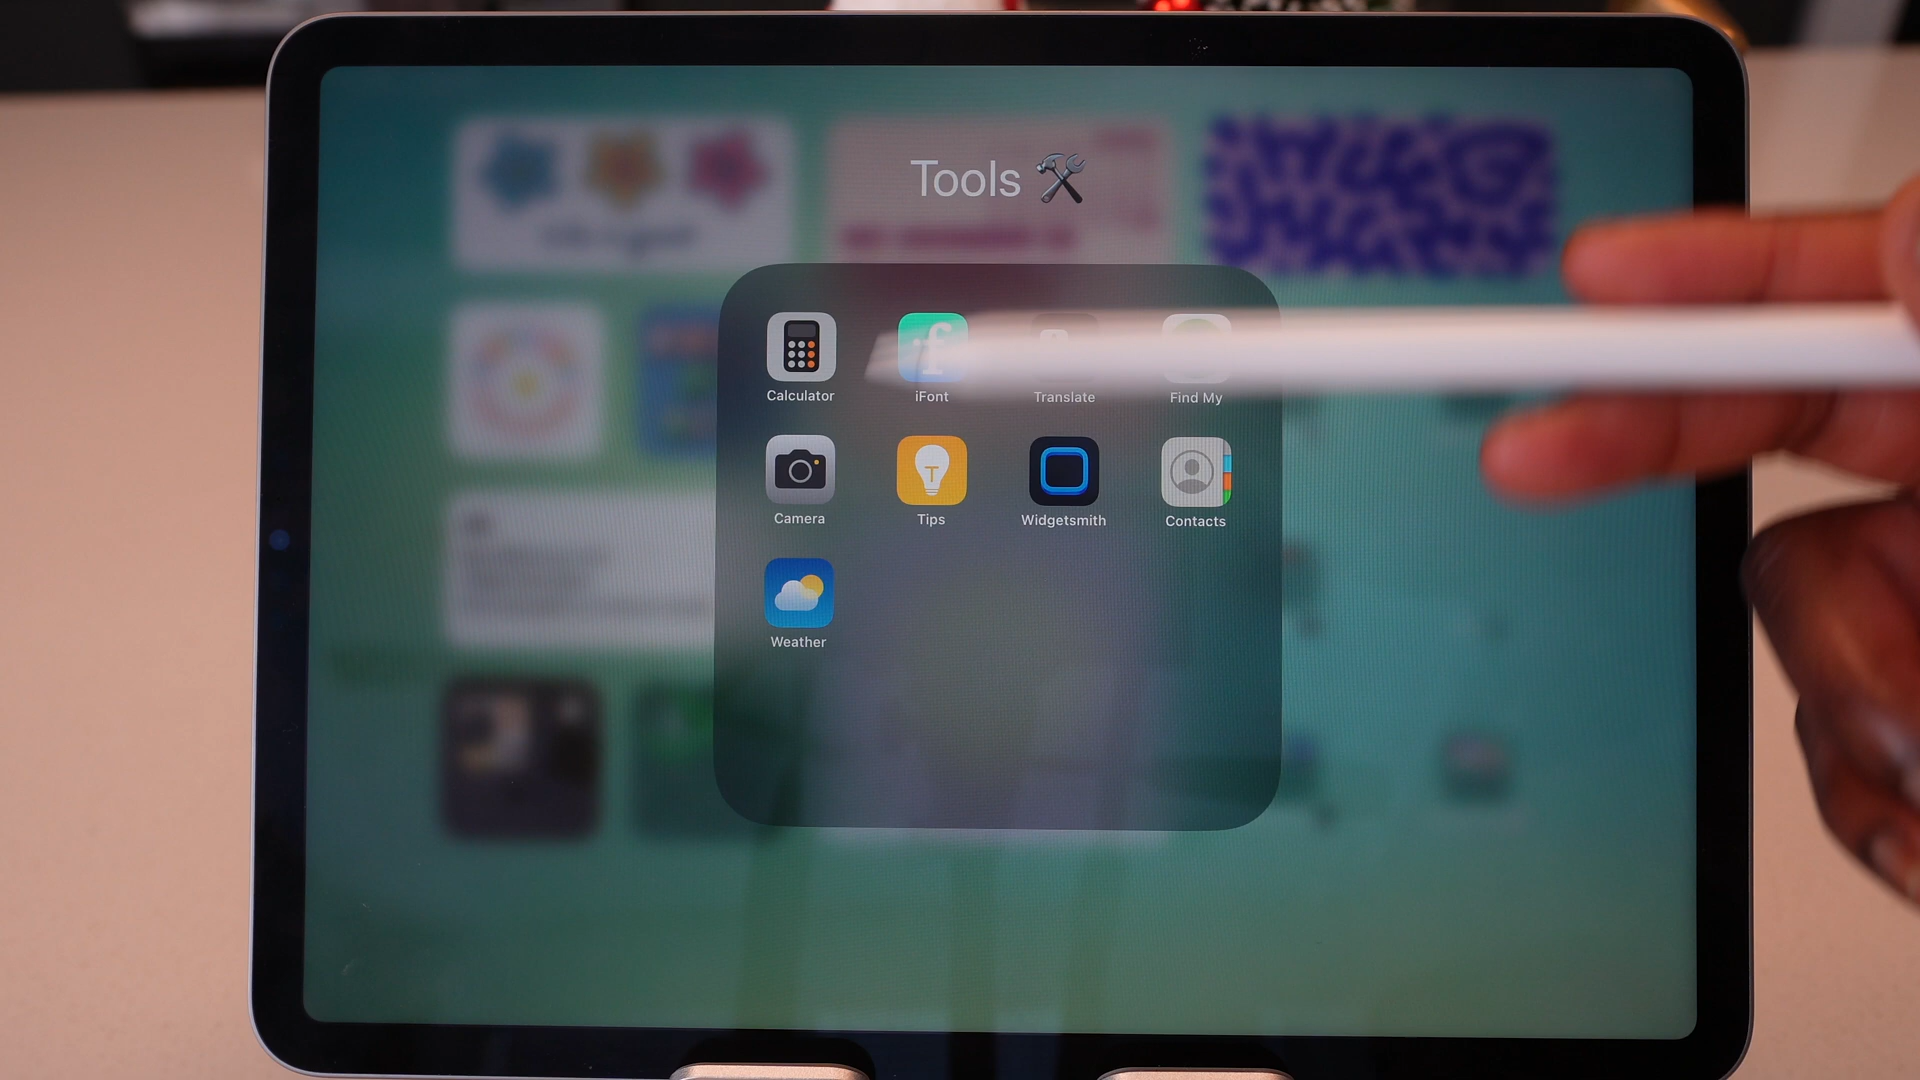 Tools 🛠️
Calculator
iFont
Translate
Find My
Camera
Tips
Widgetsmith
Contacts
Weather